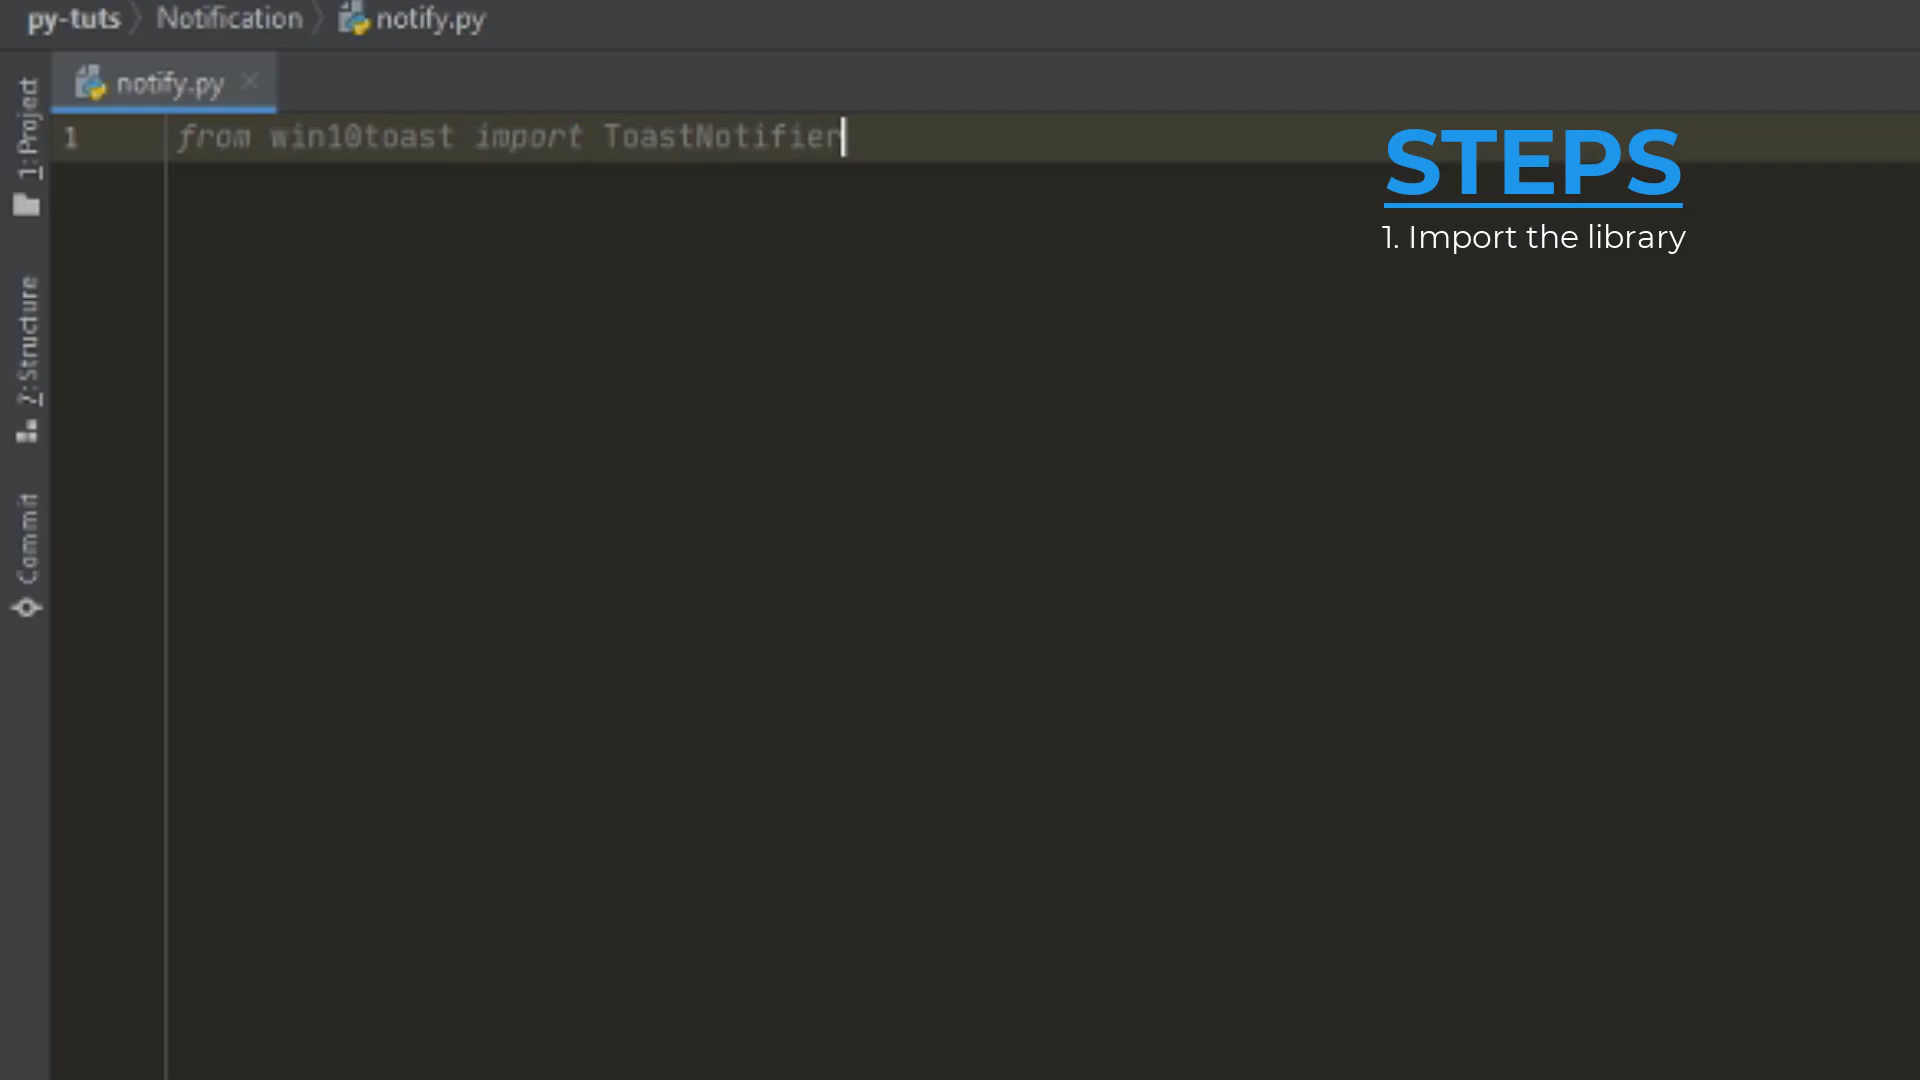 py-tuts Notification notify.py
notify.py
1 from win10toast import ToastNotifier
STEPS
1. Import the library
1: Project
7: Structure
Commit